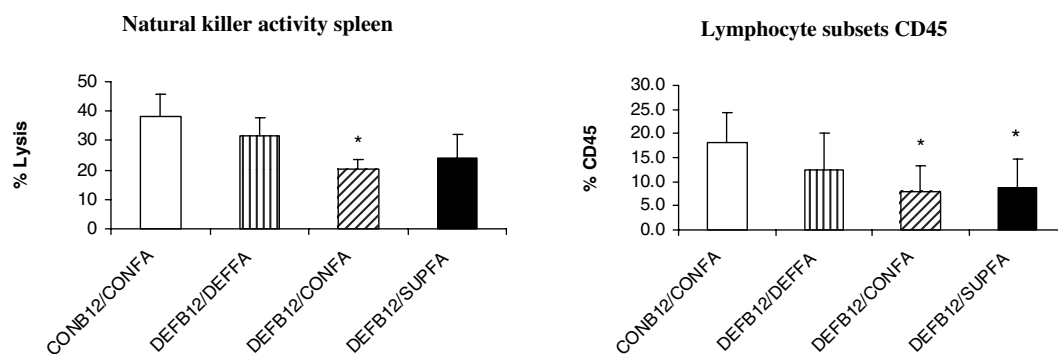 Natural killer activity spleen
% Lysis
50
40
30
20
10
0
*
CONB12/CONFA
DEFB12/DEFFA
DEFB12/CONFA
DEFB12/SUPFA
Lymphocyte subsets CD45
% CD45
30.0
25.0
20.0
15.0
10.0
5.0
0.0
*
*
CONB12/CONFA
DEFB12/DEFFA
DEFB12/CONFA
DEFB12/SUPFA